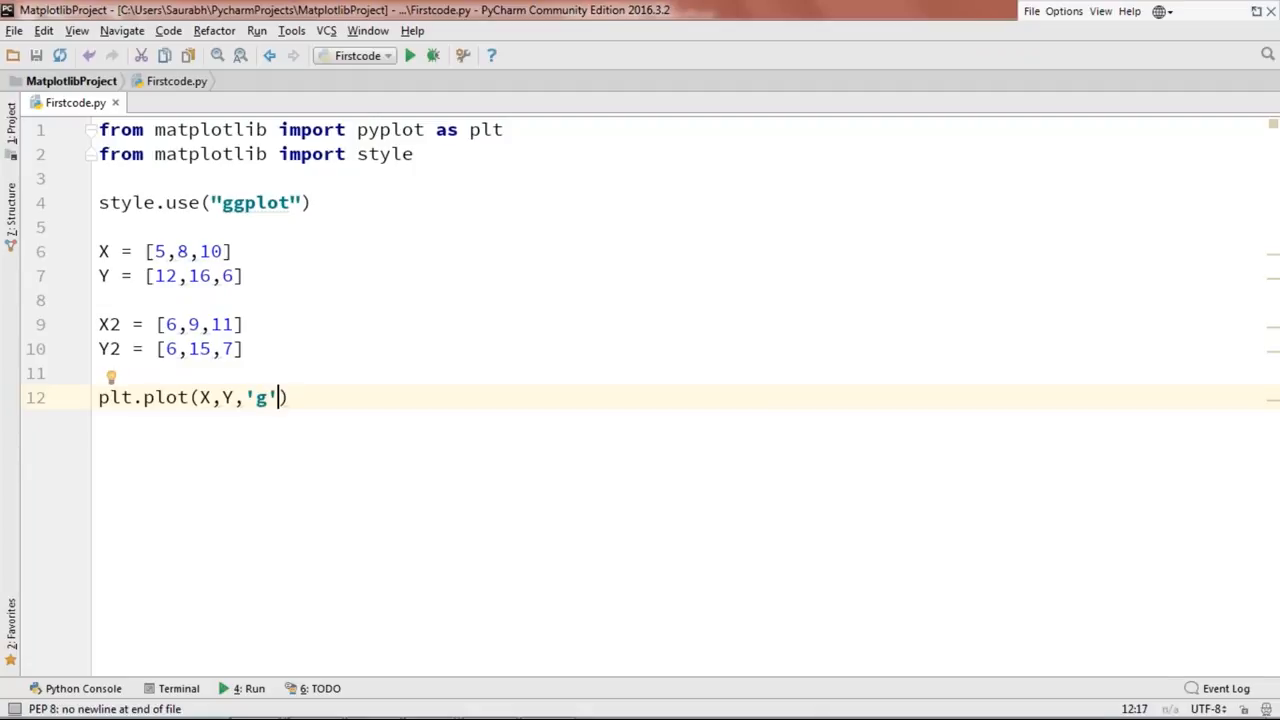 MatplotlibProject - [C:\Users\Saurabh\PycharmProjects\MatplotlibProject] - ...\Firstcode.py - PyCharm Community Edition 2016.3.2
File Options View Help
File Edit View Navigate Code Refactor Run Tools VCS Window Help
Firstcode
MatplotlibProject Firstcode.py
Firstcode.py
1: Project
Z: Structure
2: Favorites
1 from matplotlib import pyplot as plt
2 from matplotlib import style
3
4 style.use("ggplot")
5
6 X = [5,8,10]
7 Y = [12,16,6]
8
9 X2 = [6,9,11]
10 Y2 = [6,15,7]
11
12 plt.plot(X,Y,'g')
Python Console Terminal 4: Run 6: TODO Event Log
PEP 8: no newline at end of file 12:17 n/a UTF-8